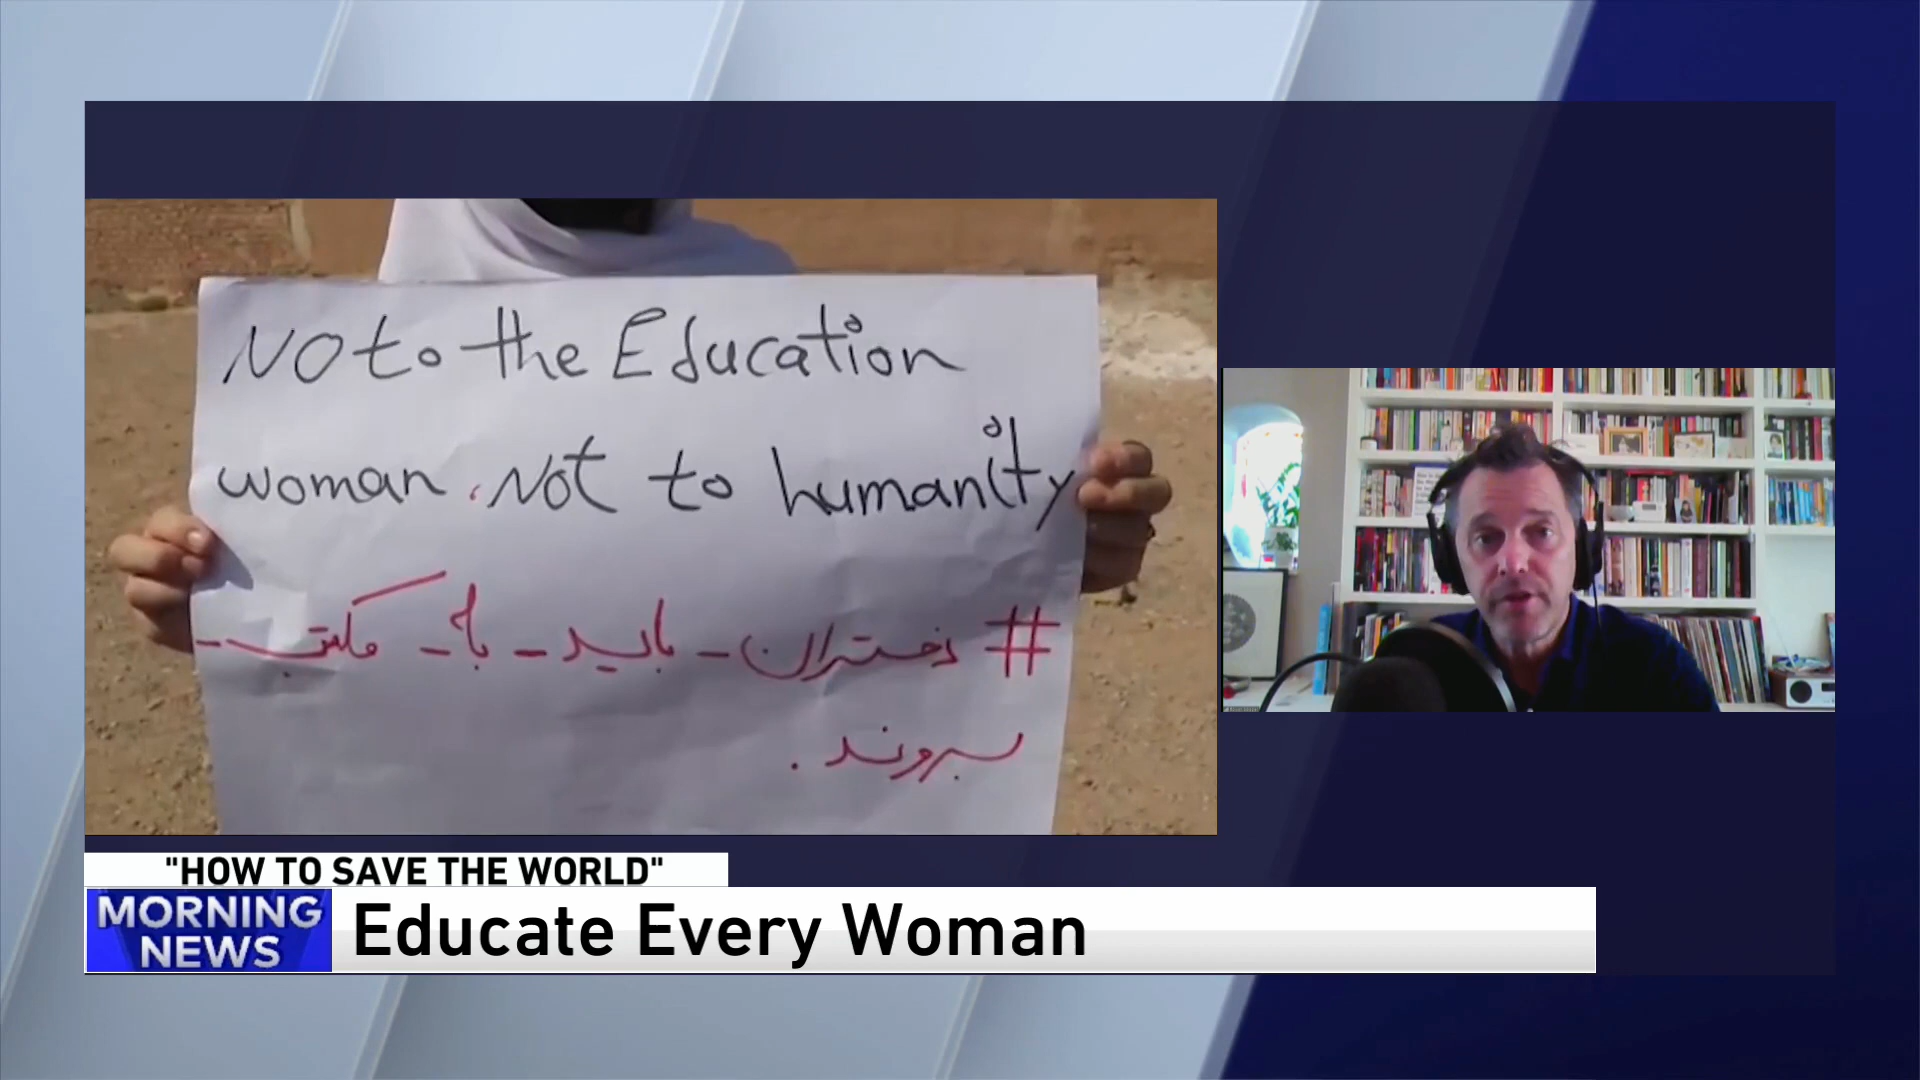 NO to the Education
woman. Not to humanity
# دختران - باید - به - مکتب -
بروند .
"HOW TO SAVE THE WORLD"
MORNING
NEWS
Educate Every Woman